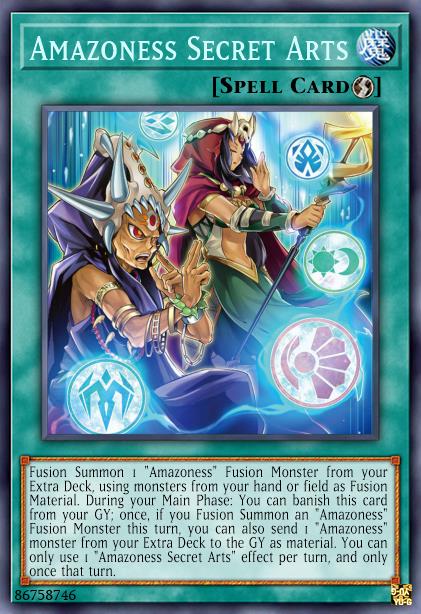 AMAZONESS SECRET ARTS
魔
[SPELL CARD]
Fusion Summon 1 "Amazoness" Fusion Monster from your
Extra Deck, using monsters from your hand or field as Fusion
Material. During your Main Phase: You can banish this card
from your GY; once, if you Fusion Summon an "Amazoness"
Fusion Monster this turn, you can also send 1 "Amazoness"
monster from your Extra Deck to the GY as material. You can
only use 1 "Amazoness Secret Arts" effect per turn, and only
once that turn.
86758746